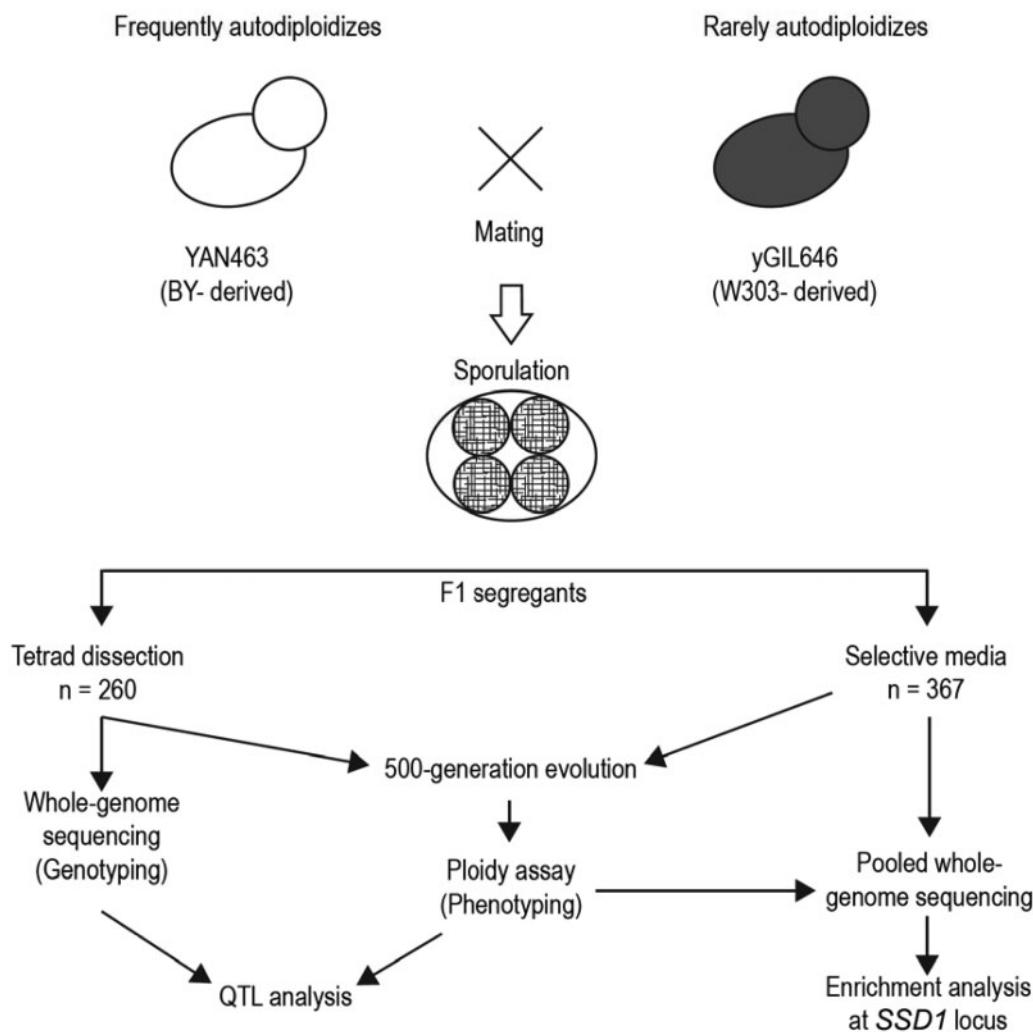 Frequently autodiploidizes
Rarely autodiploidizes
YAN463
(BY- derived)
Mating
yGIL646
(W303- derived)
Sporulation
F1 segregants
Tetrad dissection
n = 260
Selective media
n = 367
500-generation evolution
Whole-genome
sequencing
(Genotyping)
Ploidy assay
(Phenotyping)
Pooled whole-
genome sequencing
QTL analysis
Enrichment analysis
at SSD1 locus